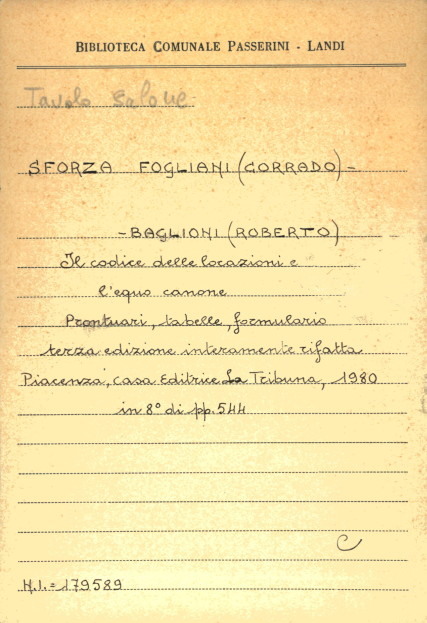 BIBLIOTECA COMUNALE PASSERINI - LANDI
Tavolo Salone
SFORZA FOGLIANI (CORRADO) -
- BAGLIONI (ROBERTO)
Il codice delle locazioni e
l'equo canone
Prontuari, tabelle, formulario
terza edizione interamente rifatta
Piacenza, casa Editrice La Tribuna, 1980
in 8° di pp. 544
C
N.I. = 179589